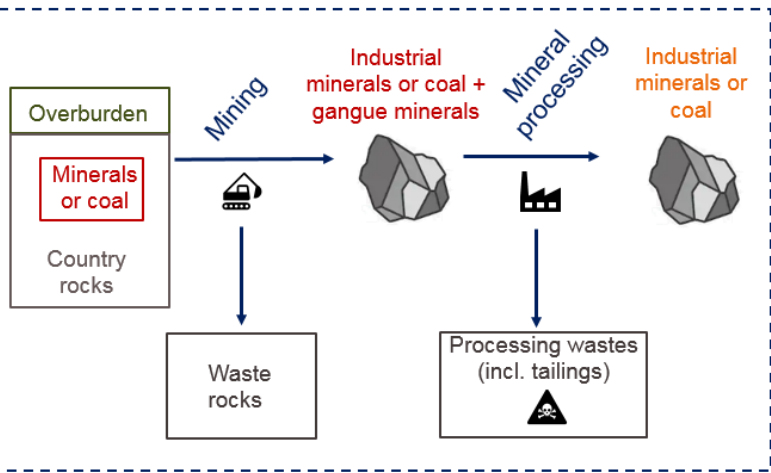 Overburden
Minerals
or coal
Country
rocks
Mining
Industrial
minerals or coal +
gangue minerals
Mineral
processing
Industrial
minerals or
coal
Waste
rocks
Processing wastes
(incl. tailings)